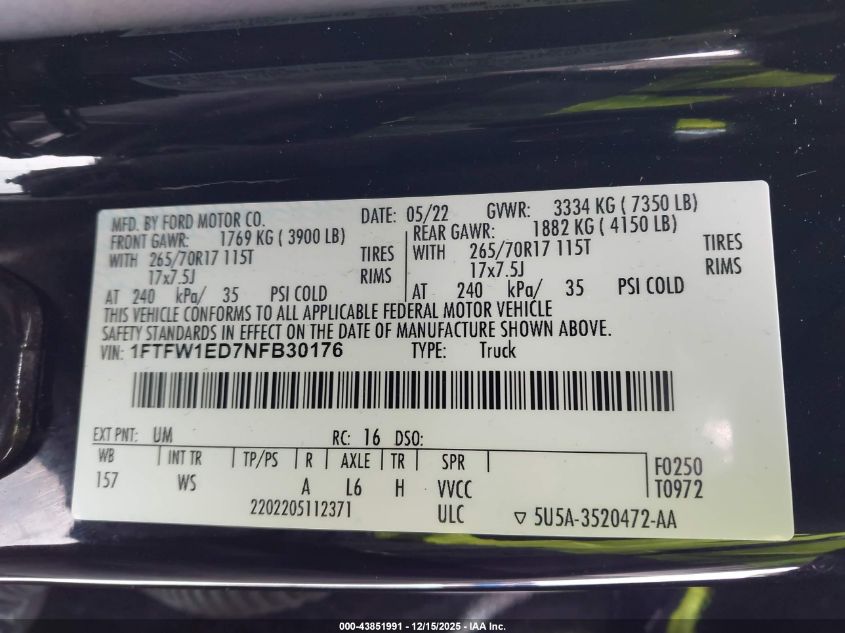 MFD. BY FORD MOTOR CO. DATE: 05/22 GVWR: 3334 KG ( 7350 LB)
FRONT GAWR: 1769 KG ( 3900 LB) REAR GAWR: 1882 KG ( 4150 LB)
WITH 265/70R17 115T TIRES WITH 265/70R17 115T TIRES
17x7.5J RIMS 17x7.5J RIMS
AT 240 kPa/ 35 PSI COLD AT 240 kPa/ 35 PSI COLD
THIS VEHICLE CONFORMS TO ALL APPLICABLE FEDERAL MOTOR VEHICLE
SAFETY STANDARDS IN EFFECT ON THE DATE OF MANUFACTURE SHOWN ABOVE.
VIN: 1FTFW1ED7NFB30176 TYPE: Truck
EXT PNT: UM RC: 16 DSO:
WB INT TR TP/PS R AXLE TR SPR F0250
157 WS A L6 H VVCC T0972
2202205112371 ULC ▽ 5U5A-3520472-AA
000-43851991 - 12/15/2025 - IAA Inc.